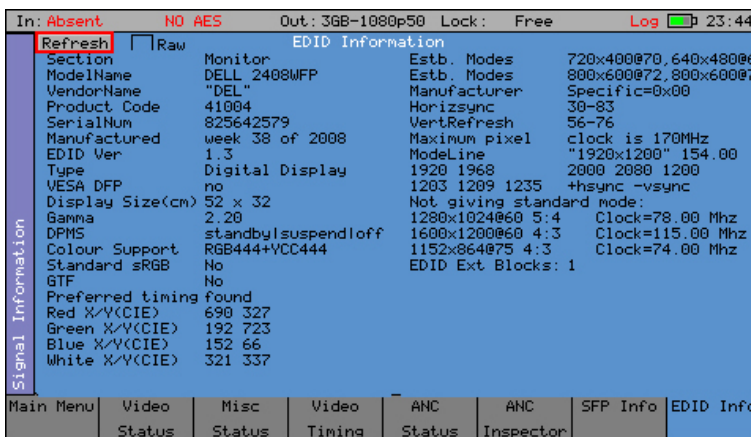 In: Absent NO AES Out: 3GB-1080p50 Lock: Free Log 23:44
Refresh Raw EDID Information
Section Monitor
ModelName DELL 2408WFP
VendorName "DEL"
Product Code 41004
SerialNum 825642579
Manufactured week 38 of 2008
EDID Ver 1.3
Type Digital Display
VESA DFP no
Display Size(cm) 52 x 32
Gamma 2.20
DPMS standby|suspend|off
Colour Support RGB444+YCC444
Standard sRGB No
GTF No
Preferred timing found
Red X/Y(CIE) 690 327
Green X/Y(CIE) 192 723
Blue X/Y(CIE) 152 66
White X/Y(CIE) 321 337
Estb. Modes 720x400@70,640x480@6
Estb. Modes 800x600@72,800x600@7
Manufacturer Specific=0x00
Horizsync 30-83
VertRefresh 56-76
Maximum pixel clock is 170MHz
ModeLine "1920x1200" 154.00
1920 1968 2000 2080 1200
1203 1209 1235 +hsync -vsync
Not giving standard mode:
1280x1024@60 5:4 Clock=78.00 Mhz
1600x1200@60 4:3 Clock=115.00 Mhz
1152x864@75 4:3 Clock=74.00 Mhz
EDID Ext Blocks: 1
Signal Information
Main Menu
Video Status
Misc Status
Video Timing
ANC Status
ANC Inspector
SFP Info
EDID Info